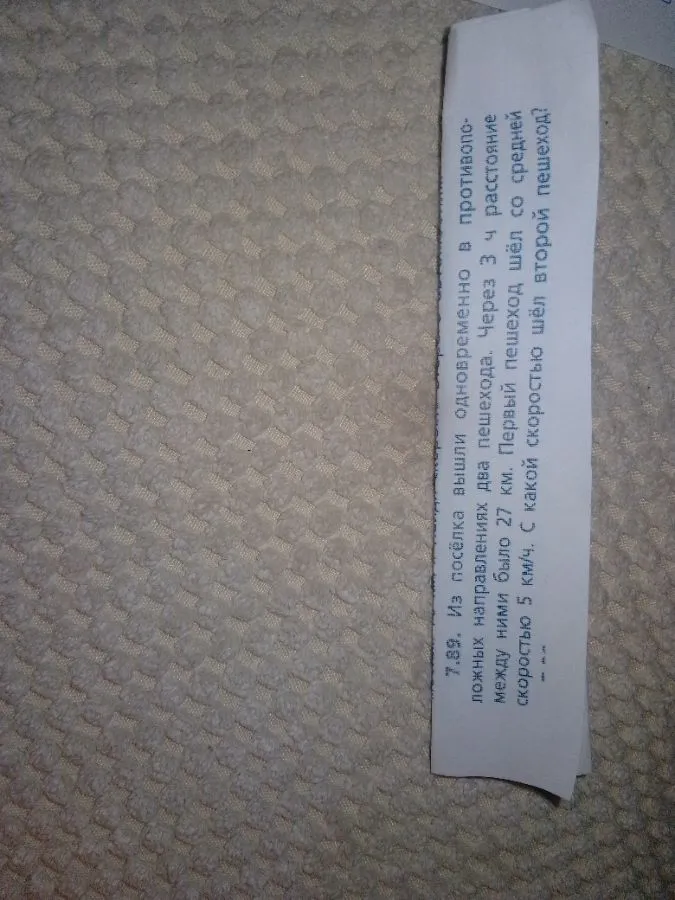 7.89. Из посёлка вышли одновременно в противопо-
ложных направлениях два пешехода. Через 3 ч расстояние
между ними было 27 км. Первый пешеход шёл со средней
скоростью 5 км/ч. С какой скоростью шёл второй пешеход?